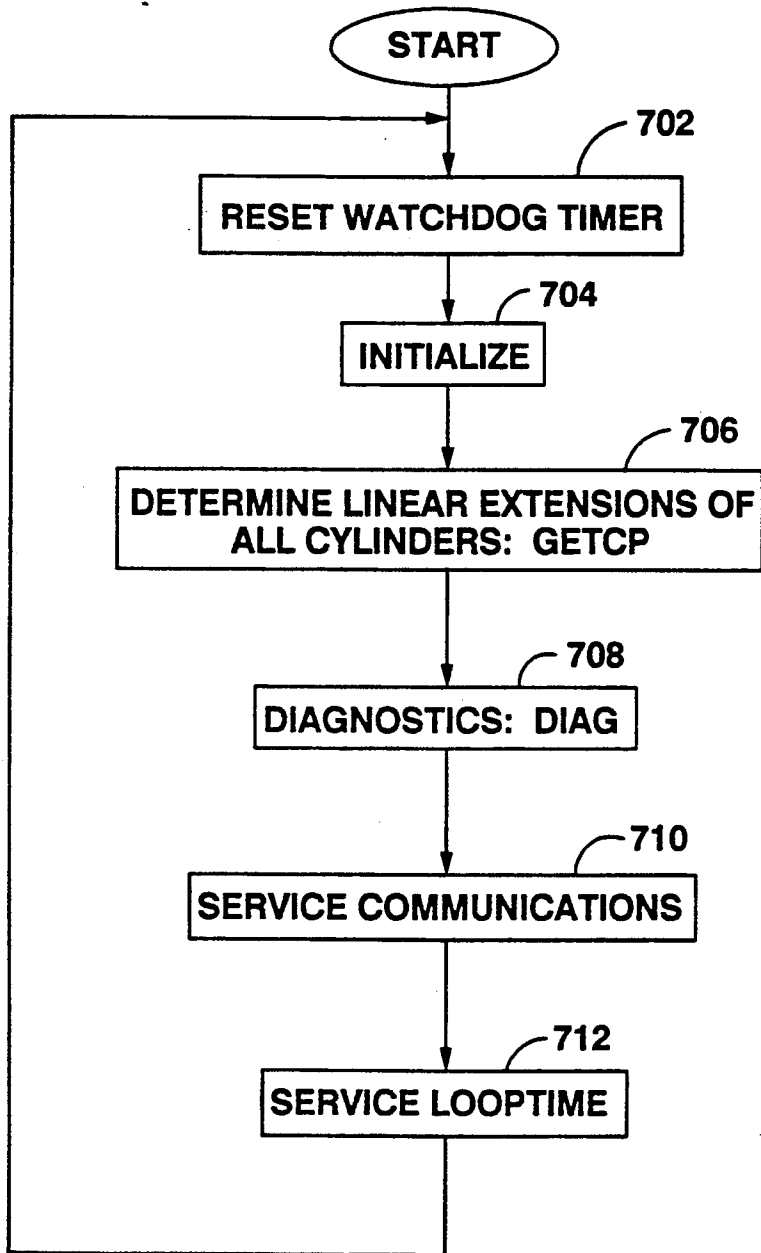 START
702
RESET WATCHDOG TIMER
704
INITIALIZE
706
DETERMINE LINEAR EXTENSIONS OF
ALL CYLINDERS: GETCP
708
DIAGNOSTICS: DIAG
710
SERVICE COMMUNICATIONS
712
SERVICE LOOPTIME